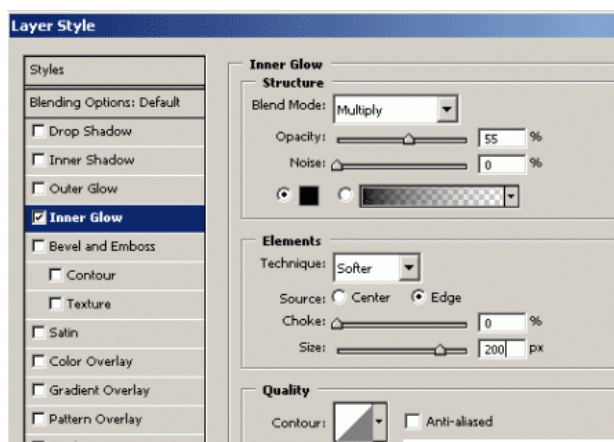 Layer Style
Styles
Blending Options: Default
Drop Shadow
Inner Shadow
Outer Glow
Inner Glow
Bevel and Emboss
Contour
Texture
Satin
Color Overlay
Gradient Overlay
Pattern Overlay
Inner Glow
Structure
Blend Mode: Multiply
Opacity: 55 %
Noise: 0 %
Elements
Technique: Softer
Source: Center Edge
Choke: 0 %
Size: 200 px
Quality
Contour: Anti-aliased